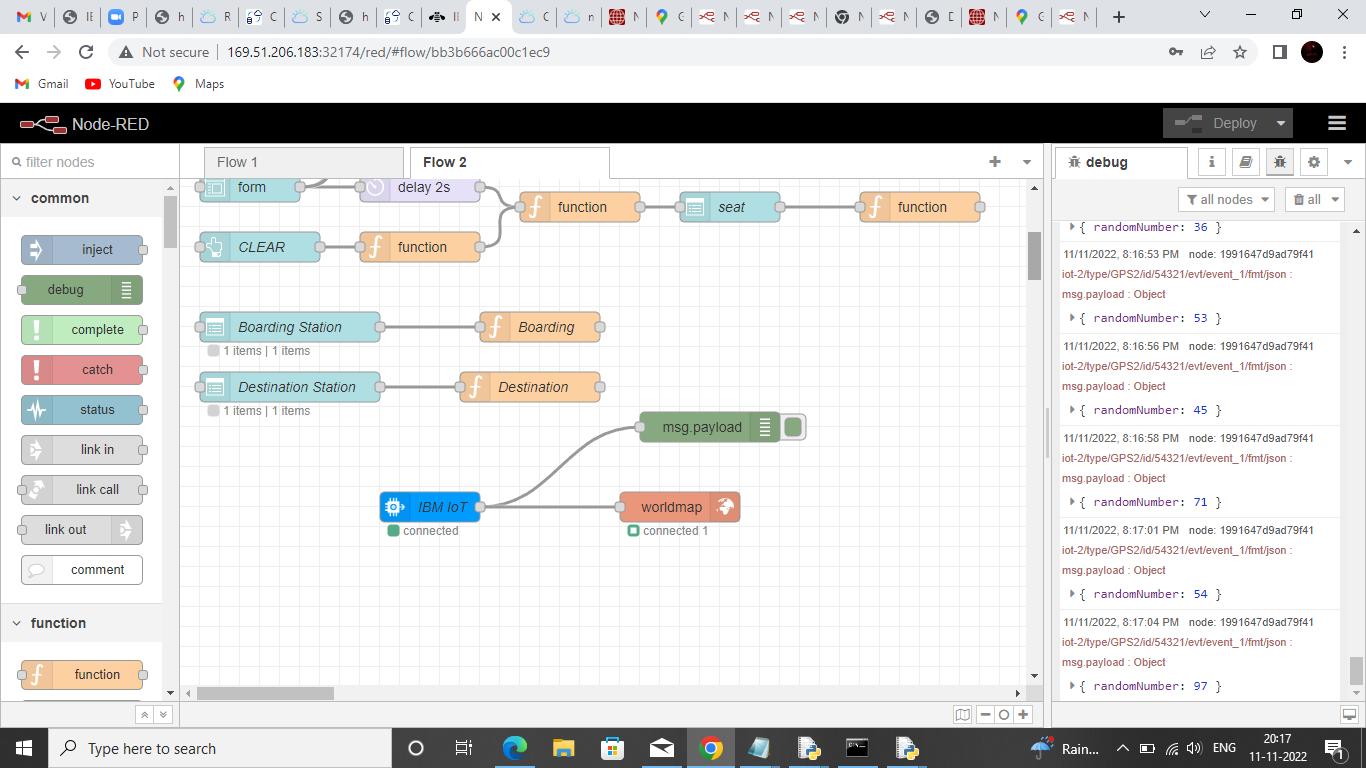 V
IE
P
h
R
C
S
h
C
IE
N
C
n
N
G
N
N
N
N
N
D
N
G
N
Not secure
169.51.206.183:32174/red/#flow/bb3b666ac00c1ec9
Gmail
YouTube
Maps
Node-RED
Deploy
filter nodes
Flow 1
Flow 2
debug
i
all nodes
all
common
inject
debug
complete
catch
status
link in
link call
link out
comment
function
function
form
delay 2s
function
seat
function
CLEAR
function
Boarding Station
Boarding
1 items | 1 items
Destination Station
Destination
1 items | 1 items
msg.payload
IBM IoT
worldmap
connected
connected 1
{ randomNumber: 36 }
11/11/2022, 8:16:53 PM node: 1991647d9ad79f41
iot-2/type/GPS2/id/54321/evt/event_1/fmt/json :
msg.payload : Object
{ randomNumber: 53 }
11/11/2022, 8:16:56 PM node: 1991647d9ad79f41
iot-2/type/GPS2/id/54321/evt/event_1/fmt/json :
msg.payload : Object
{ randomNumber: 45 }
11/11/2022, 8:16:58 PM node: 1991647d9ad79f41
iot-2/type/GPS2/id/54321/evt/event_1/fmt/json :
msg.payload : Object
{ randomNumber: 71 }
11/11/2022, 8:17:01 PM node: 1991647d9ad79f41
iot-2/type/GPS2/id/54321/evt/event_1/fmt/json :
msg.payload : Object
{ randomNumber: 54 }
11/11/2022, 8:17:04 PM node: 1991647d9ad79f41
iot-2/type/GPS2/id/54321/evt/event_1/fmt/json :
msg.payload : Object
{ randomNumber: 97 }
Type here to search
Rain...
ENG
20:17
11-11-2022
1